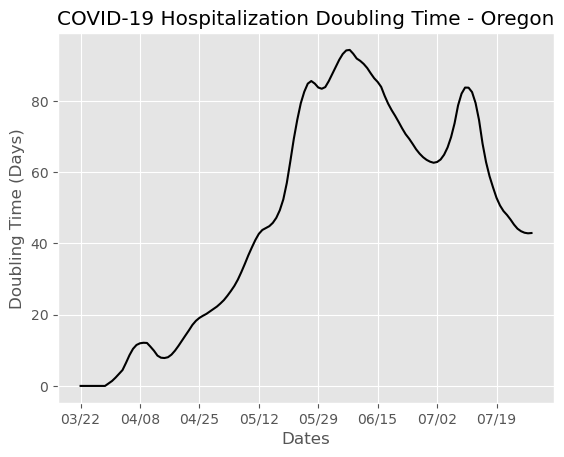 COVID-19 Hospitalization Doubling Time - Oregon
Doubling Time (Days)
80
60
40
20
0
03/22 04/08 04/25 05/12 05/29 06/15 07/02 07/19
Dates